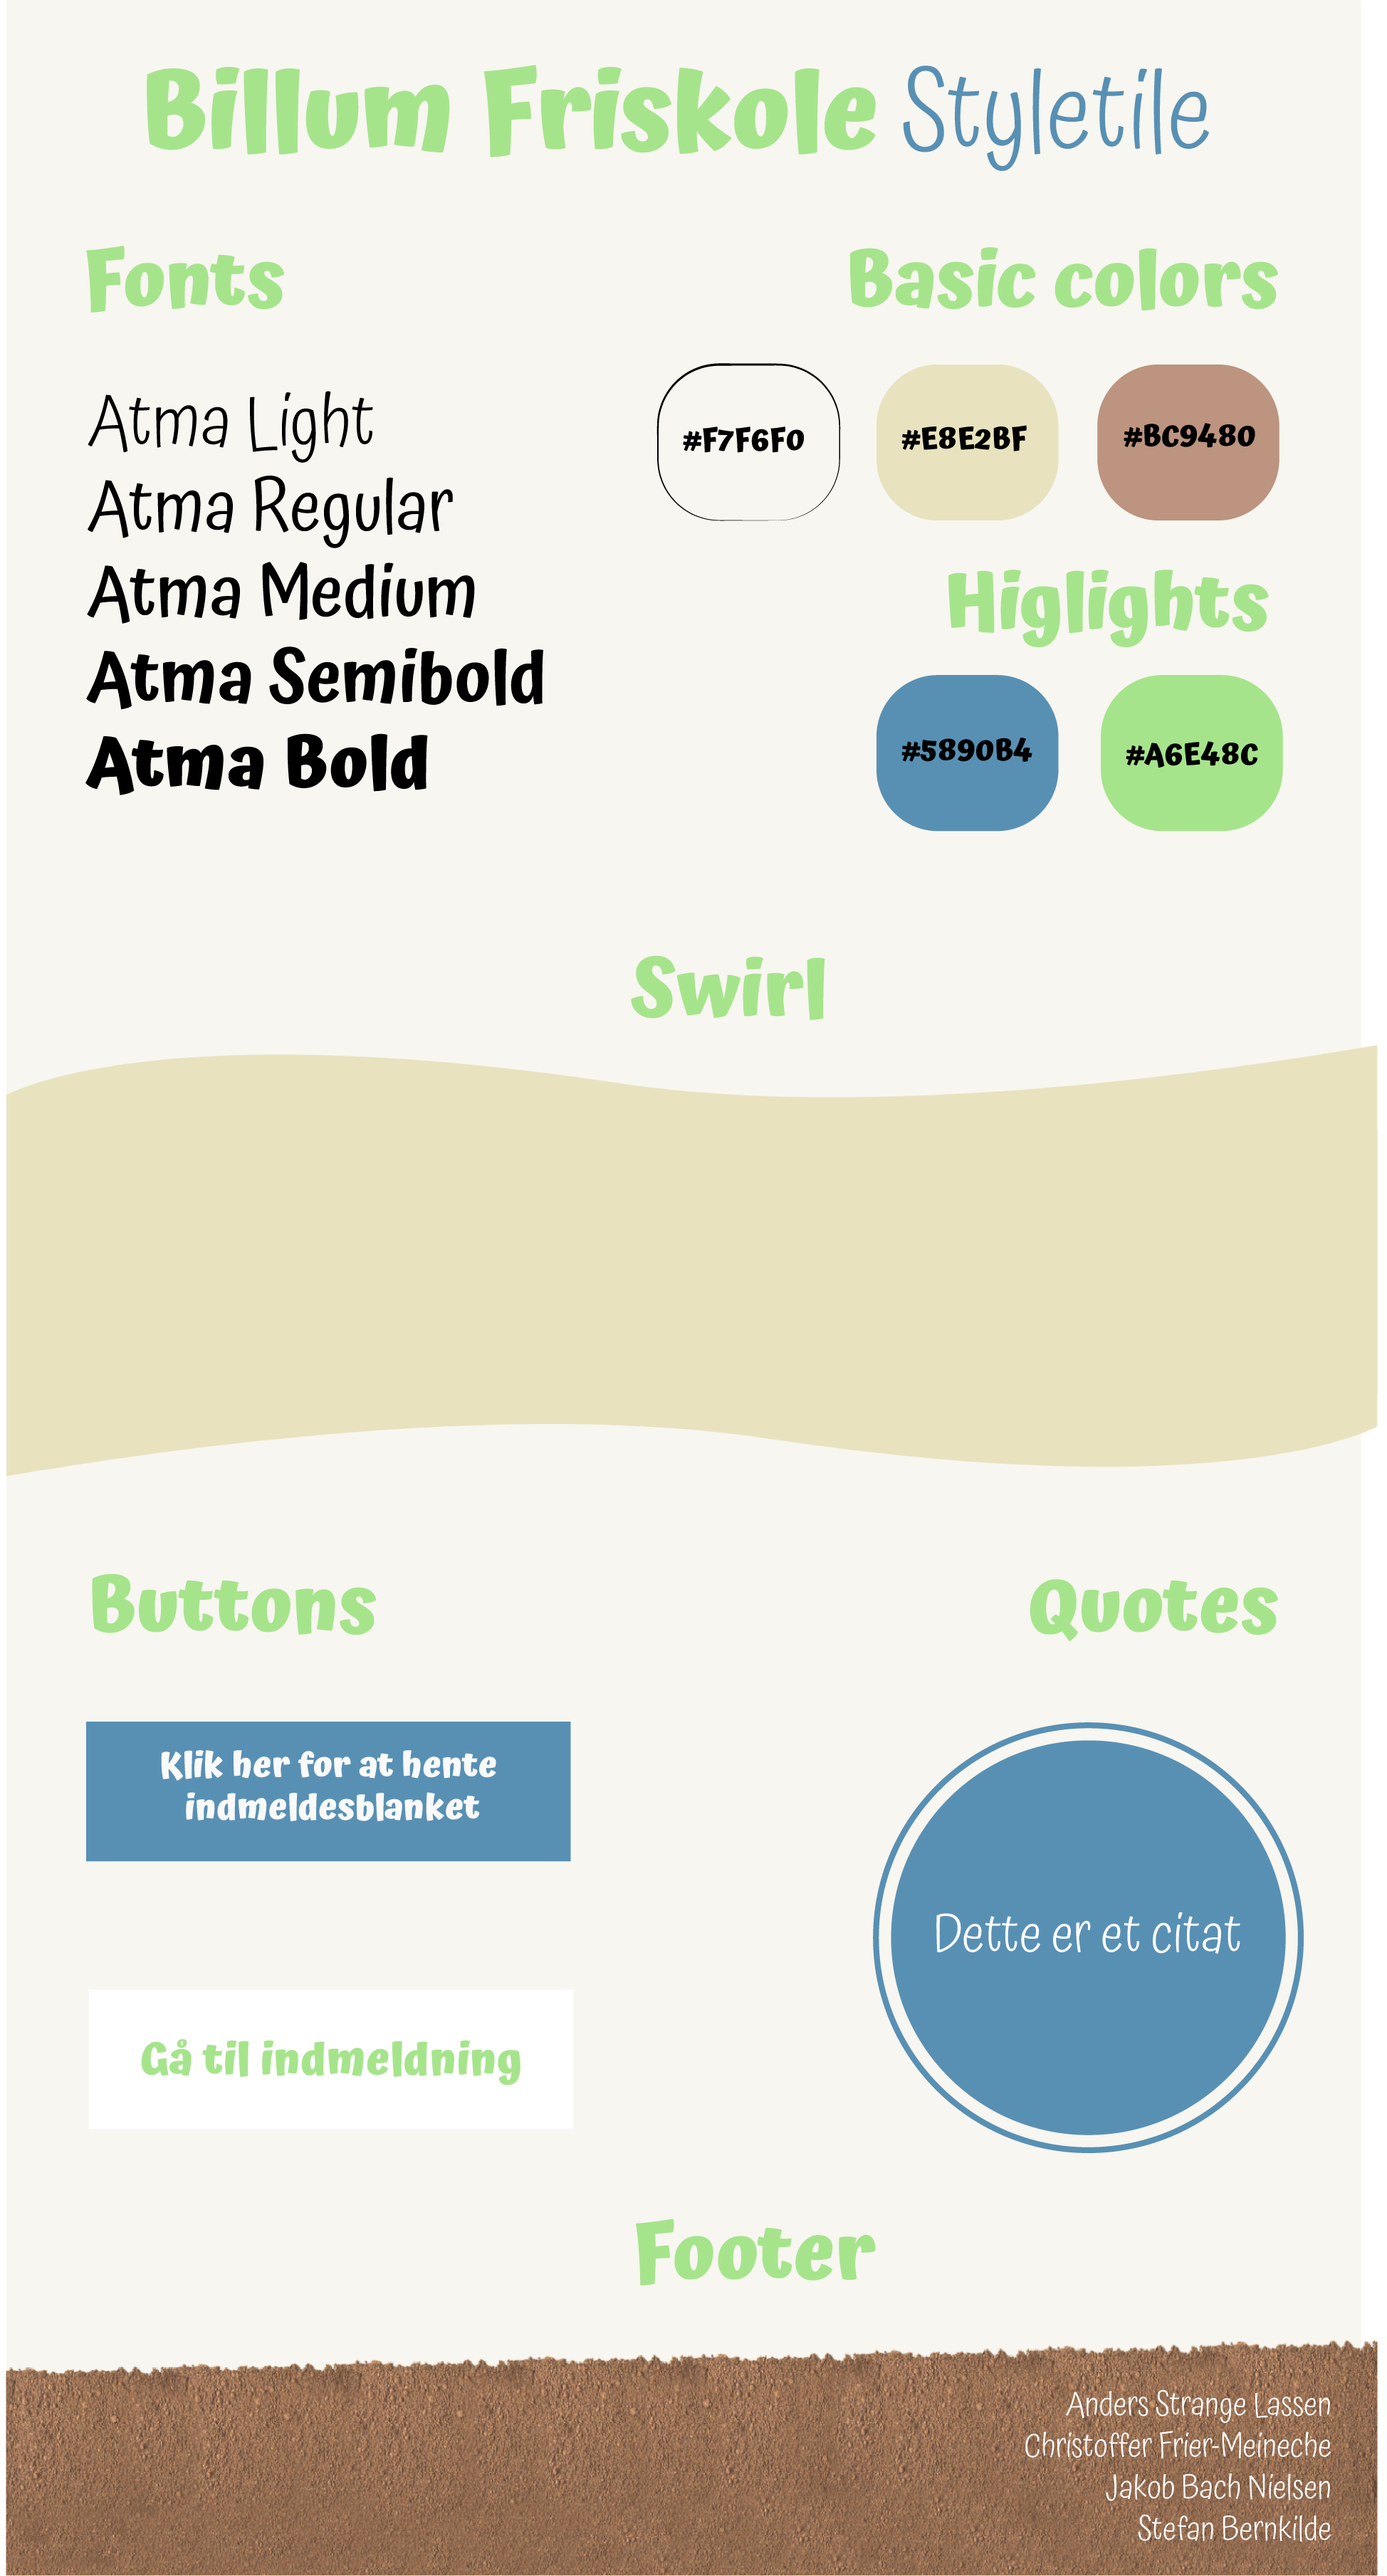 Billum Friskole Styletile
Fonts
Atma Light
Atma Regular
Atma Medium
Atma Semibold
Atma Bold
Basic colors
#F7F6F0
#E8E2BF
#BC9480
Higlights
#5890B4
#A6E48C
Swirl
Buttons
Klik her for at hente
indmeldesblanket
Gå til indmeldning
Quotes
Dette er et citat
Footer
Anders Strange Lassen
Christoffer Frier-Meineche
Jakob Bach Nielsen
Stefan Bernkilde